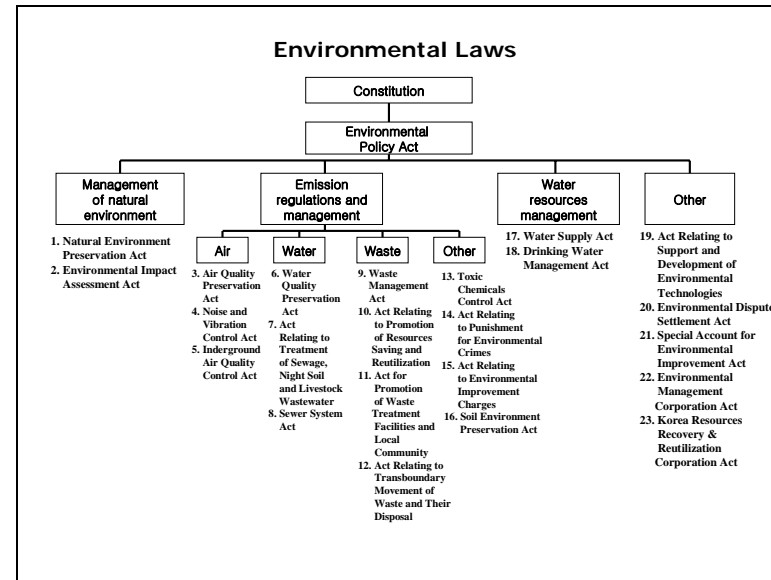 Environmental Laws
Constitution
Environmental
Policy Act
Management
of natural
environment
1. Natural Environment
Preservation Act
2. Environmental Impact
Assessment Act
Emission
regulations and
management
Air
3. Air Quality
Preservation
Act
4. Noise and
Vibration
Control Act
5. Inderground
Air Quality
Control Act
Water
6. Water
Quality
Preservation
Act
7. Act
Relating to
Treatment
of Sewage,
Night Soil
and Livestock
Wastewater
8. Sewer System
Act
Waste
9. Waste
Management
Act
10. Act Relating
to Promotion
of Resources
Saving and
Reutilization
11. Act for
Promotion
of Waste
Treatment
Facilities and
Local
Community
12. Act Relating to
Transboundary
Movement of
Waste and Their
Disposal
Other
13. Toxic
Chemicals
Control Act
14. Act Relating
to Punishment
for Environmental
Crimes
15. Act Relating
to Environmental
Improvement
Charges
16. Soil Environment
Preservation Act
Water
resources
management
17. Water Supply Act
18. Drinking Water
Management Act
Other
19. Act Relating to
Support and
Development of
Environmental
Technologies
20. Environmental Dispute
Settlement Act
21. Special Account for
Environmental
Improvement Act
22. Environmental
Management
Corporation Act
23. Korea Resources
Recovery &
Reutilization
Corporation Act